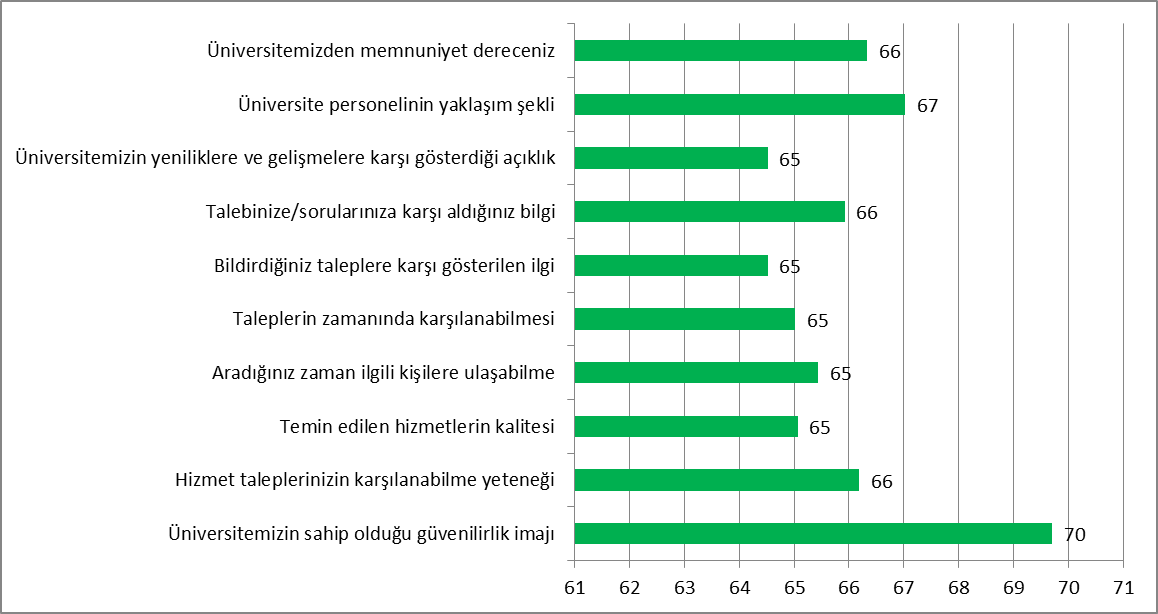 Üniversitemizden memnuniyet dereceniz 66
Üniversite personelinin yaklaşım şekli 67
Üniversitemizin yeniliklere ve gelişmelere karşı gösterdiği açıklık 65
Talebinize/sorularınıza karşı aldığınız bilgi 66
Bildirdiğiniz taleplere karşı gösterilen ilgi 65
Taleplerin zamanında karşılanabilmesi 65
Aradığınız zaman ilgili kişilere ulaşabilme 65
Temin edilen hizmetlerin kalitesi 65
Hizmet taleplerinizin karşılanabilme yeteneği 66
Üniversitemizin sahip olduğu güvenilirlik imajı 70
61 62 63 64 65 66 67 68 69 70 71